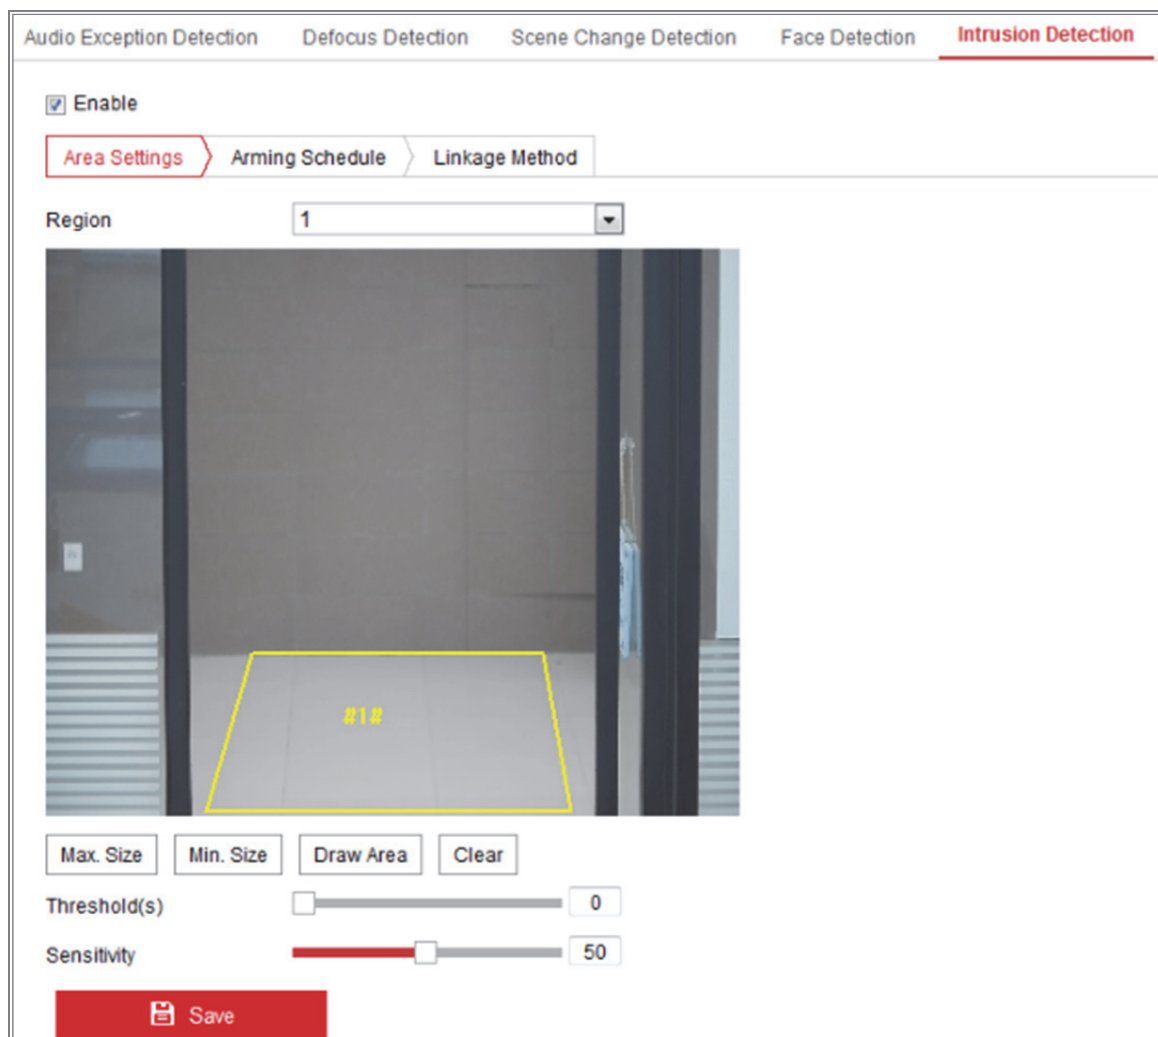 Audio Exception Detection Defocus Detection Scene Change Detection Face Detection Intrusion Detection
Enable
Area Settings Arming Schedule Linkage Method
Region 1
#1#
Max. Size Min. Size Draw Area Clear
Threshold(s) 0
Sensitivity 50
Save